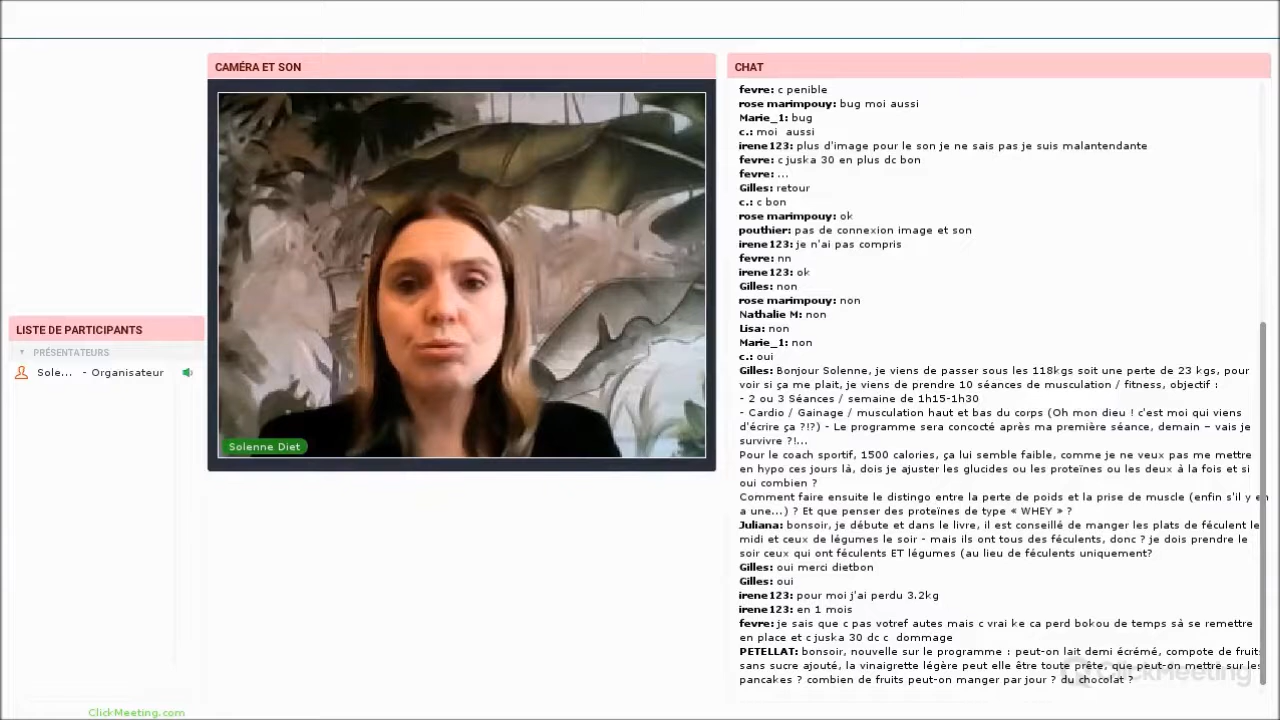 CAMÉRA ET SON
Solenne Diet
LISTE DE PARTICIPANTS
PRÉSENTATEURS
Sole... - Organisateur
ClickMeeting.com
CHAT
fevre: c penible
rose marimpouy: bug moi aussi
Marie_1: bug
c.: moi aussi
irene123: plus d'image pour le son je ne sais pas je suis malantendante
fevre: c juska 30 en plus dc bon
fevre: ...
Gilles: retour
c.: c bon
rose marimpouy: ok
pouthier: pas de connexion image et son
irene123: je n'ai pas compris
fevre: nn
irene123: ok
Gilles: non
rose marimpouy: non
Nathalie M: non
Lisa: non
Marie_1: non
c.: oui
Gilles: Bonjour Solenne, je viens de passer sous les 118kgs soit une perte de 23 kgs, pour
voir si ça me plait, je viens de prendre 10 séances de musculation / fitness, objectif :
- 2 ou 3 Séances / semaine de 1h15-1h30
- Cardio / Gainage / musculation haut et bas du corps (Oh mon dieu ! c'est moi qui viens
d'écrire ça ?!?) - Le programme sera concocté après ma première séance, demain – vais je
survivre ?!...
Pour le coach sportif, 1500 calories, ça lui semble faible, comme je ne veux pas me mettre
en hypo ces jours là, dois je ajuster les glucides ou les proteïnes ou les deux à la fois et si
oui combien ?
Comment faire ensuite le distingo entre la perte de poids et la prise de muscle (enfin s'il y en
a une...) ? Et que penser des proteïnes de type « WHEY » ?
Juliana: bonsoir, je débute et dans le livre, il est conseillé de manger les plats de féculent le
midi et ceux de légumes le soir - mais ils ont tous des féculents, donc ? je dois prendre le
soir ceux qui ont féculents ET légumes (au lieu de féculents uniquement?
Gilles: oui merci dietbon
Gilles: oui
irene123: pour moi j'ai perdu 3.2kg
irene123: en 1 mois
fevre: je sais que c pas votref autes mais c vrai ke ca perd bokou de temps sà se remettre
en place et c juska 30 dc c dommage
PETELLAT: bonsoir, nouvelle sur le programme : peut-on lait demi écrémé, compote de fruits
sans sucre ajouté, la vinaigrette légère peut elle être toute prête, que peut-on mettre sur les
pancakes ? combien de fruits peut-on manger par jour ? du chocolat ?
ClickMeeting